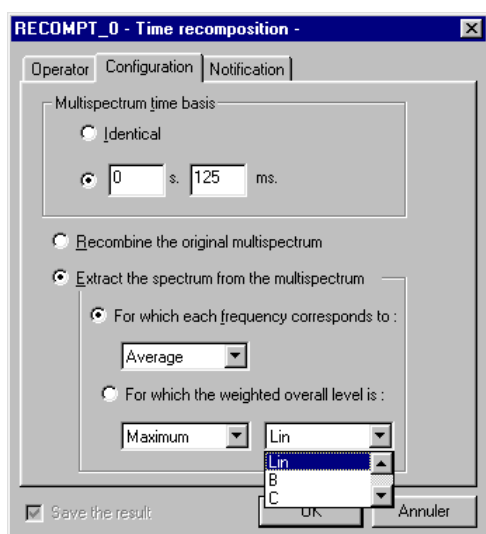 RECOMPT_0 - Time recomposition -
Operator Configuration Notification
Multispectrum time basis
Identical
0 s. 125 ms.
Recombine the original multispectrum
Extract the spectrum from the multispectrum
For which each frequency corresponds to :
Average
For which the weighted overall level is :
Maximum Lin
Lin
B
C
Save the result OK Annuler